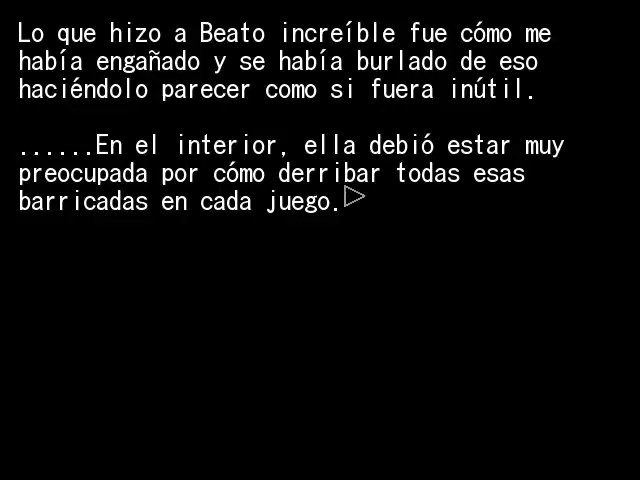 Lo que hizo a Beato increíble fue cómo me
había engañado y se había burlado de eso
haciéndolo parecer como si fuera inútil.
......En el interior, ella debió estar muy
preocupada por cómo derribar todas esas
barricadas en cada juego.